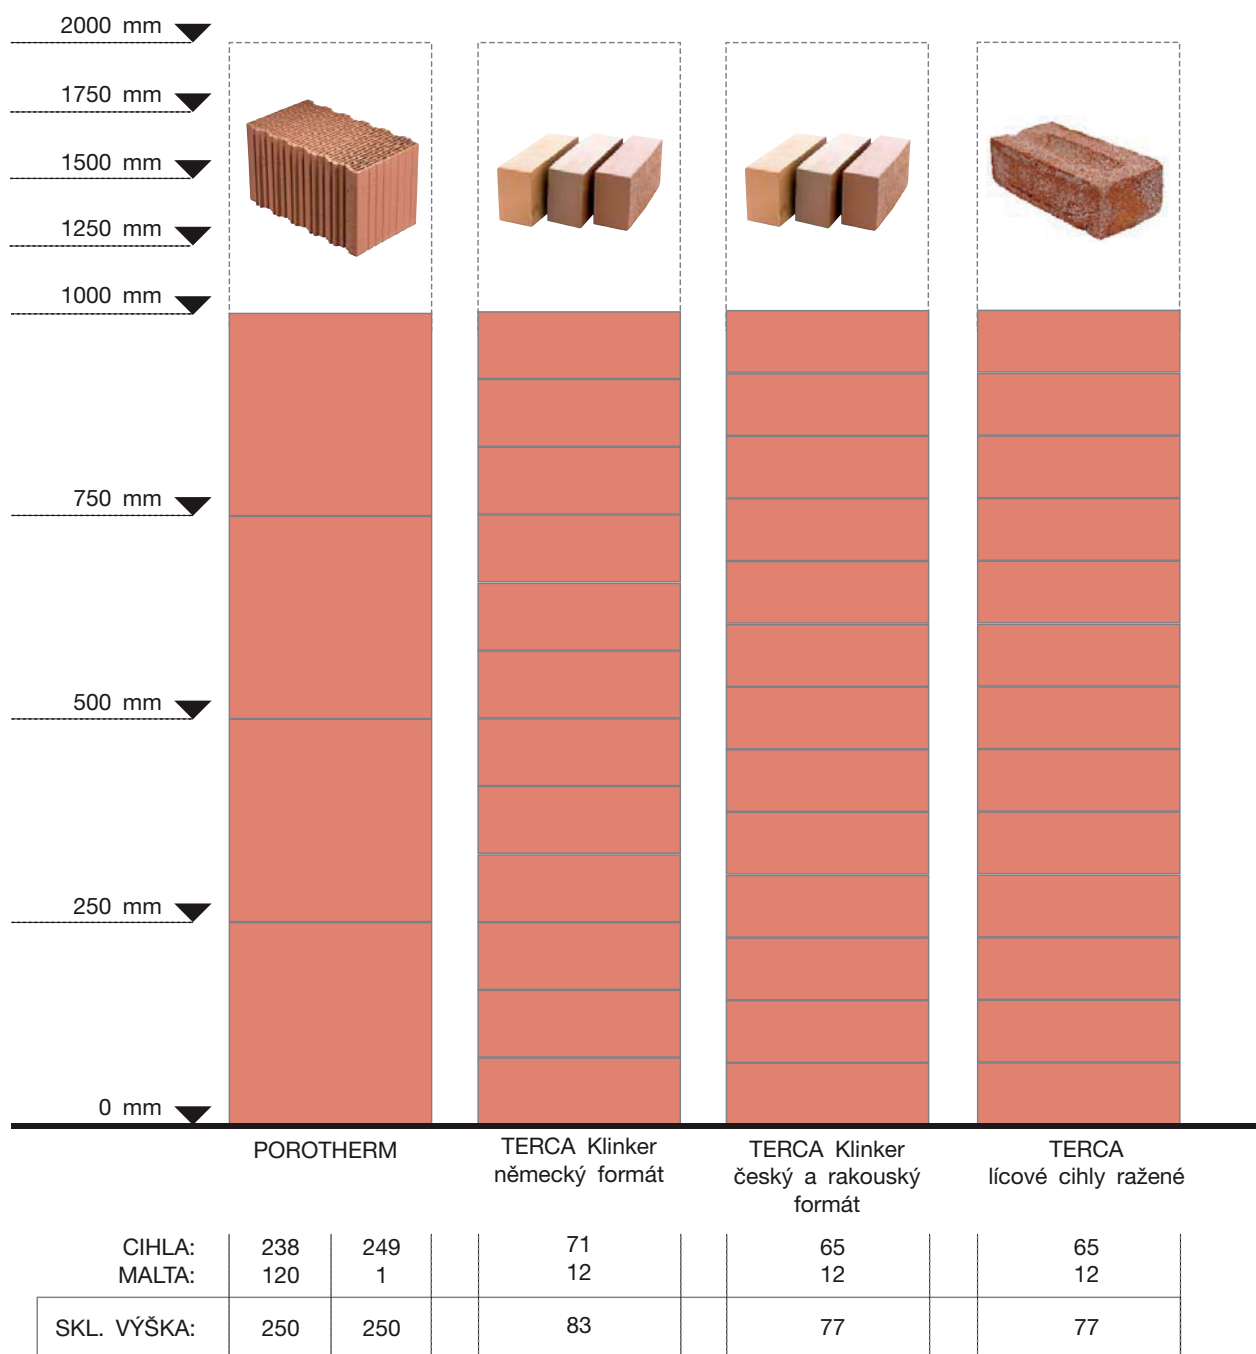 2000 mm
1750 mm
1500 mm
1250 mm
1000 mm
750 mm
500 mm
250 mm
0 mm
POROTHERM
TERCA Klinker
německý formát
TERCA Klinker
český a rakouský
formát
TERCA
lícové cihly ražené
CIHLA: 238 249 71 65 65
MALTA: 120 1 12 12 12
SKL. VÝŠKA: 250 250 83 77 77